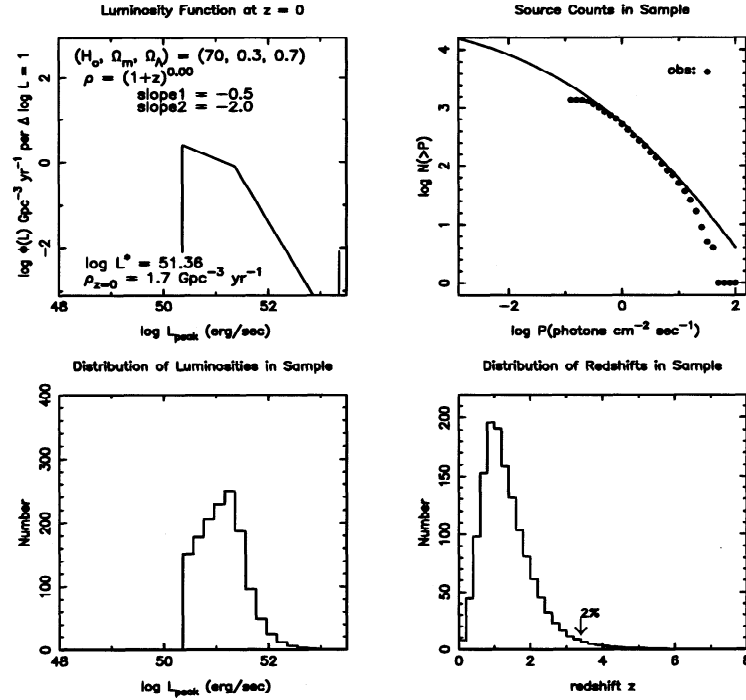 Luminosity Function at z = 0
(H₀, Ωₘ, Ω_Λ) = (70, 0.3, 0.7)
ρ = (1+z)^0.00
slope1 = −0.5
slope2 = −2.0
2
0
−2
log L* = 51.36
ρ_z=0 = 1.7 Gpc⁻³ yr⁻¹
48 50 52
log L_peak (erg/sec)
log Φ(L) Gpc⁻³ yr⁻¹ per Δ log L = 1
Source Counts in Sample
obs:
4
3
2
1
0
−2 0 2
log P(photons cm⁻² sec⁻¹)
log N(>P)
Distribution of Luminosities in Sample
400
300
200
100
0
48 50 52
log L_peak (erg/sec)
Number
Distribution of Redshifts in Sample
200
150
100
50
0
2%
0 2 4 6 8
redshift z
Number